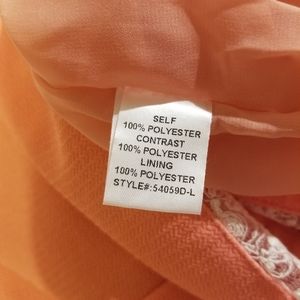 SELF
100% POLYESTER
CONTRAST
100% POLYESTER
LINING
100% POLYESTER
STYLE#:54059D-L